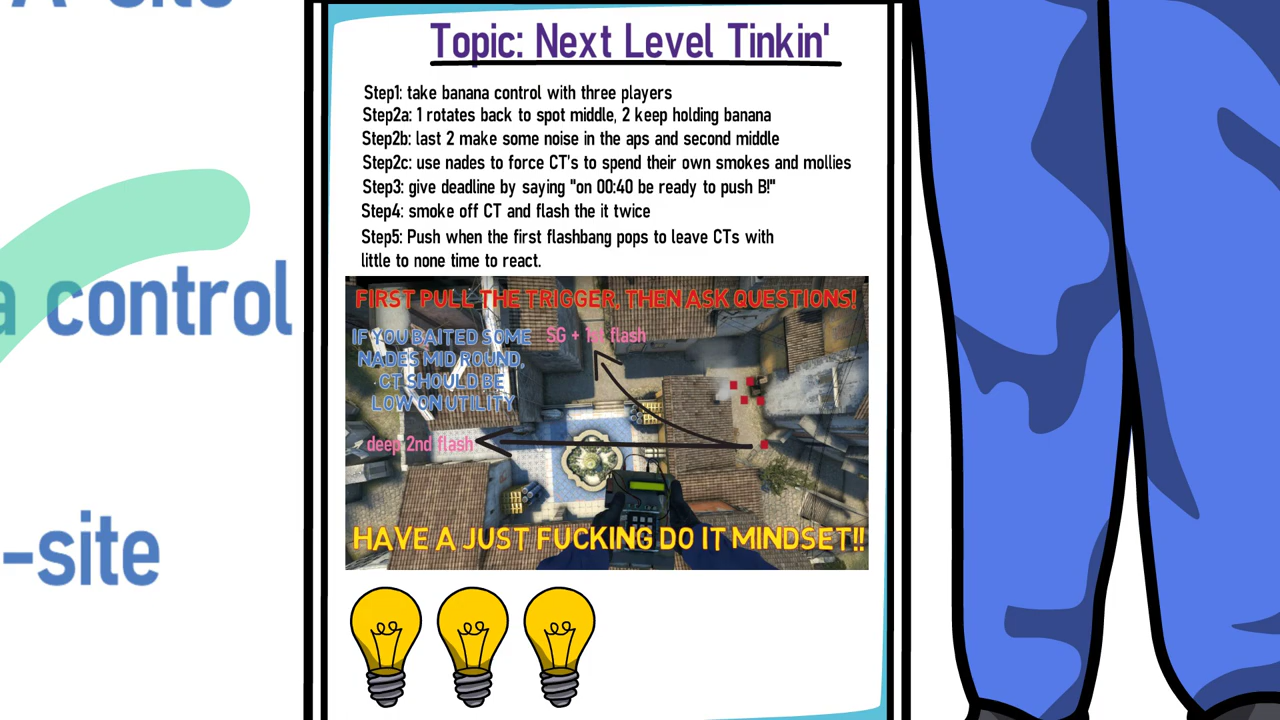 A-site
a control
-site
Topic: Next Level Tinkin'
Step1: take banana control with three players
Step2a: 1 rotates back to spot middle, 2 keep holding banana
Step2b: last 2 make some noise in the aps and second middle
Step2c: use nades to force CT's to spend their own smokes and mollies
Step3: give deadline by saying "on 00:40 be ready to push B!"
Step4: smoke off CT and flash the it twice
Step5: Push when the first flashbang pops to leave CTs with
little to none time to react.
FIRST PULL THE TRIGGER, THEN ASK QUESTIONS!
IF YOU BAITED SOME
NADES MID ROUND,
CT SHOULD BE
LOW ON UTILITY
SG + 1st flash
deep 2nd flash
HAVE A JUST FUCKING DO IT MINDSET!!